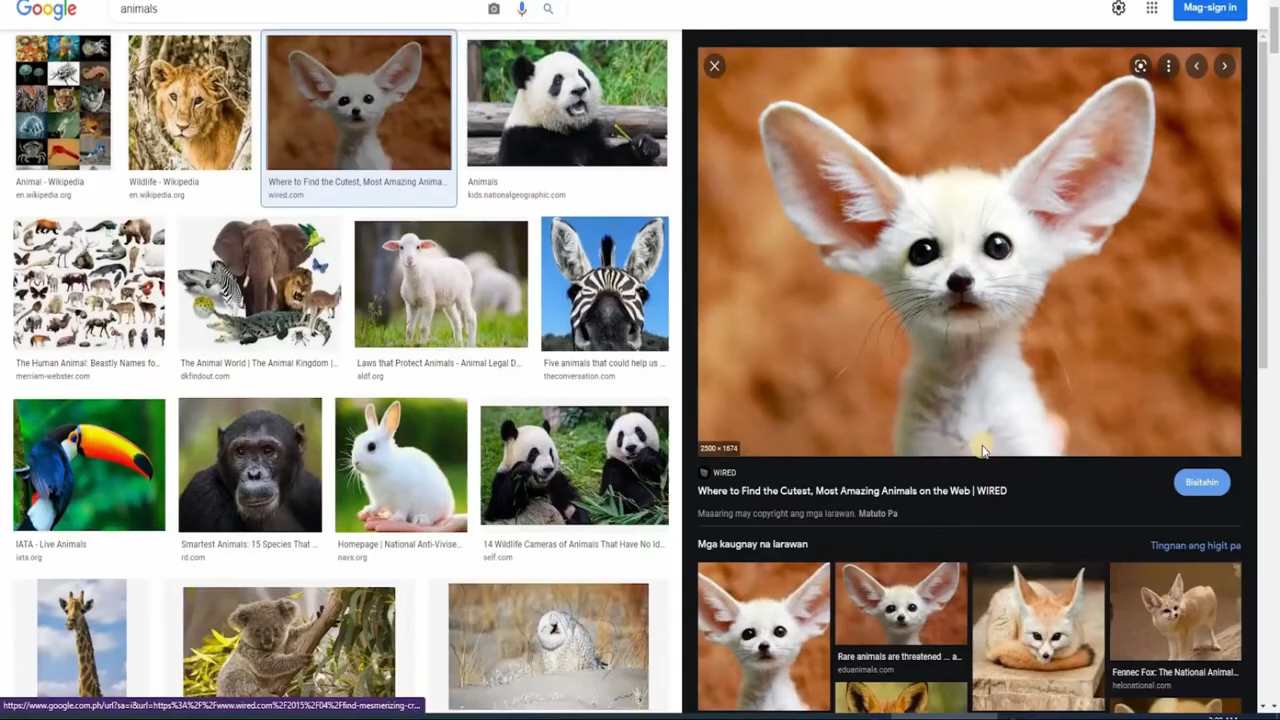 Google
animals
Mag-sign in
Animal - Wikipedia
en.wikipedia.org
Wildlife - Wikipedia
en.wikipedia.org
Where to Find the Cutest, Most Amazing Anima...
wired.com
Animals
kids.nationalgeographic.com
The Human Animal: Beastly Names fo...
merriam-webster.com
The Animal World | The Animal Kingdom |...
dkfindout.com
Laws that Protect Animals - Animal Legal D...
aldf.org
Five animals that could help us ...
theconversation.com
IATA - Live Animals
iata.org
Smartest Animals: 15 Species That ...
rd.com
Homepage | National Anti-Vivise...
navs.org
14 Wildlife Cameras of Animals That Have No Id...
self.com
2500 × 1674
WIRED
Where to Find the Cutest, Most Amazing Animals on the Web | WIRED
Bisitahin
Maaaring may copyright ang mga larawan. Matuto Pa
Mga kaugnay na larawan
Tingnan ang higit pa
Rare animals are threatened ... a...
eduanimals.com
Fennec Fox: The National Animal...
helonational.com
https://www.google.com.ph/url?sa=i&url=https%3A%2F%2Fwww.wired.com%2F2015%2F04%2Ffind-mesmerizing-cr...